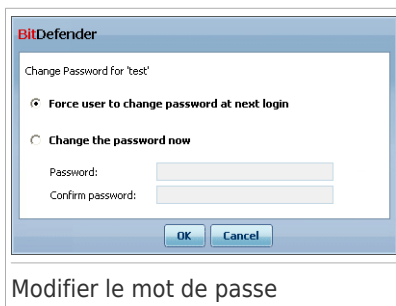 BitDefender
Change Password for 'test'
Force user to change password at next login
Change the password now
Password:
Confirm password:
OK Cancel
Modifier le mot de passe